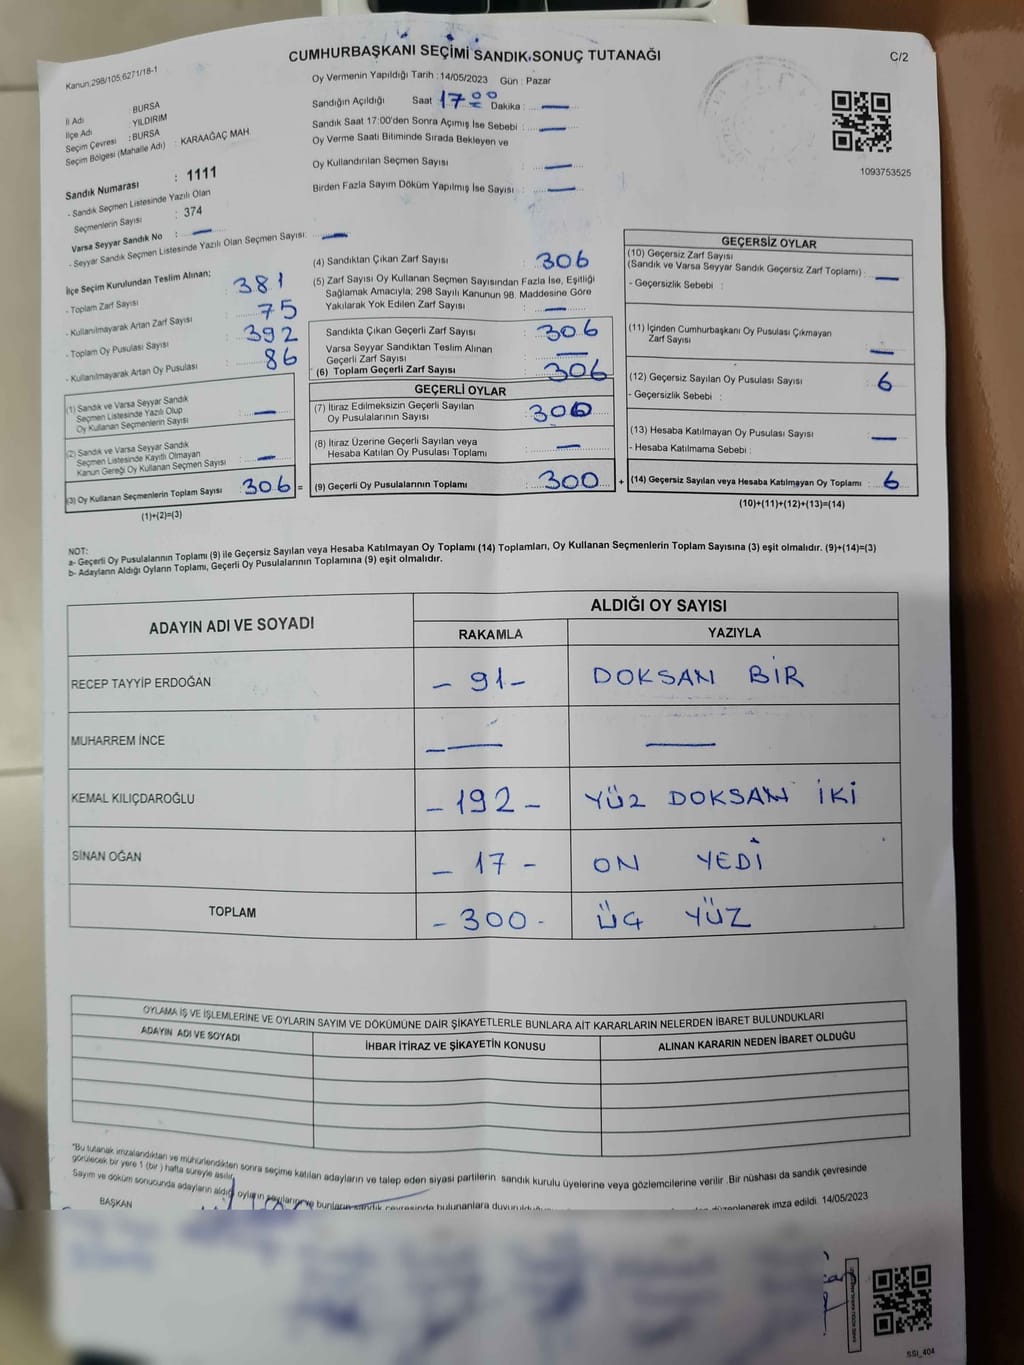 CUMHURBAŞKANI SEÇİMİ SANDIK SONUÇ TUTANAĞI
C/2
Kanun,298/105,6271/18-1
Oy Vermenin Yapıldığı Tarih : 14/05/2023 Gün : Pazar
İl Adı : BURSA
İlçe Adı : YILDIRIM
Seçim Çevresi : BURSA
Seçim Bölgesi (Mahalle Adı) : KARAAĞAÇ MAH.
Sandık Numarası : 1111
- Sandık Seçmen Listesinde Yazılı Olan
Seçmenlerin Sayısı : 374
Varsa Seyyar Sandık No : —
- Seyyar Sandık Seçmen Listesinde Yazılı Olan Seçmen Sayısı: —
Sandığın Açıldığı Saat 17 00 Dakika : —
Sandık Saat 17:00'den Sonra Açımış İse Sebebi : —
Oy Verme Saati Bitiminde Sırada Bekleyen ve
Oy Kullandırılan Seçmen Sayısı : —
Birden Fazla Sayım Döküm Yapılmış İse Sayısı : —
1093753525
İlçe Seçim Kurulundan Teslim Alınan;
- Toplam Zarf Sayısı : 381
- Kullanılmayarak Artan Zarf Sayısı : 75
- Toplam Oy Pusulası Sayısı : 392
- Kullanılmayarak Artan Oy Pusulası : 86
(1) Sandık ve Varsa Seyyar Sandık
Seçmen Listesinde Yazılı Olup
Oy Kullanan Seçmenlerin Sayısı : —
(2) Sandık ve Varsa Seyyar Sandık
Seçmen Listesinde Kayıtlı Olmayan
Kanun Gereği Oy Kullanan Seçmen Sayısı : —
(3) Oy Kullanan Seçmenlerin Toplam Sayısı : 306 =
(1)+(2)=(3)
(4) Sandıktan Çıkan Zarf Sayısı : 306
(5) Zarf Sayısı Oy Kullanan Seçmen Sayısından Fazla İse, Eşitliği
Sağlamak Amacıyla; 298 Sayılı Kanunun 98. Maddesine Göre
Yakılarak Yok Edilen Zarf Sayısı : —
Sandıkta Çıkan Geçerli Zarf Sayısı : 306
Varsa Seyyar Sandıktan Teslim Alınan
Geçerli Zarf Sayısı : —
(6) Toplam Geçerli Zarf Sayısı : 306
GEÇERLİ OYLAR
(7) İtiraz Edilmeksizin Geçerli Sayılan
Oy Pusulalarının Sayısı : 300
(8) İtiraz Üzerine Geçerli Sayılan veya
Hesaba Katılan Oy Pusulası Toplamı : —
(9) Geçerli Oy Pusulalarının Toplamı : 300 +
GEÇERSİZ OYLAR
(10) Geçersiz Zarf Sayısı
(Sandık ve Varsa Seyyar Sandık Geçersiz Zarf Toplamı) : —
- Geçersizlik Sebebi :
(11) İçinden Cumhurbaşkanı Oy Pusulası Çıkmayan
Zarf Sayısı : —
(12) Geçersiz Sayılan Oy Pusulası Sayısı : 6
- Geçersizlik Sebebi :
(13) Hesaba Katılmayan Oy Pusulası Sayısı : —
- Hesaba Katılmama Sebebi :
(14) Geçersiz Sayılan veya Hesaba Katılmayan Oy Toplamı : 6
(10)+(11)+(12)+(13)=(14)
NOT:
a- Geçerli Oy Pusulalarının Toplamı (9) ile Geçersiz Sayılan veya Hesaba Katılmayan Oy Toplamı (14) Toplamları, Oy Kullanan Seçmenlerin Toplam Sayısına (3) eşit olmalıdır. (9)+(14)=(3)
b- Adayların Aldığı Oyların Toplamı, Geçerli Oy Pusulalarının Toplamına (9) eşit olmalıdır.
ADAYIN ADI VE SOYADI
ALDIĞI OY SAYISI
RAKAMLA YAZIYLA
RECEP TAYYİP ERDOĞAN - 91 - DOKSAN BİR
MUHARREM İNCE — —
KEMAL KILIÇDAROĞLU - 192 - YÜZ DOKSAN İKİ
SİNAN OĞAN - 17 - ON YEDİ
TOPLAM - 300 - ÜÇ YÜZ
OYLAMA İŞ VE İŞLEMLERİNE VE OYLARIN SAYIM VE DÖKÜMÜNE DAİR ŞİKAYETLERLE BUNLARA AİT KARARLARIN NELERDEN İBARET BULUNDUKLARI
ADAYIN ADI VE SOYADI İHBAR İTİRAZ VE ŞİKAYETİN KONUSU ALINAN KARARIN NEDEN İBARET OLDUĞU
"Bu tutanak imzalandıktan ve mühürlendikten sonra seçime katılan adayların ve talep eden siyasi partilerin sandık kurulu üyelerine veya gözlemcilerine verilir. Bir nüshası da sandık çevresinde
görülecek bir yere 1 (bir ) hafta süreyle asılır.
Sayım ve döküm sonucunda adayların aldığı oyların sayılarını ve bunların sandık çevresinde bulunanlara düzenlenerek imza edildi. 14/05/2023
BAŞKAN
SSI_404